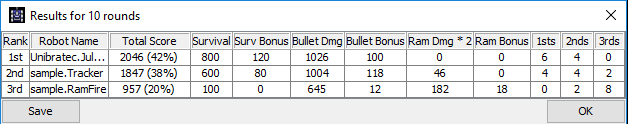 Results for 10 rounds
Rank Robot Name Total Score Survival Surv Bonus Bullet Dmg Bullet Bonus Ram Dmg * 2 Ram Bonus 1sts 2nds 3rds
1st Unibratec.Jul... 2046 (42%) 800 120 1026 100 0 0 6 4 0
2nd sample.Tracker 1847 (38%) 600 80 1004 118 46 0 4 4 2
3rd sample.RamFire 957 (20%) 100 0 645 12 182 18 0 2 8
Save OK